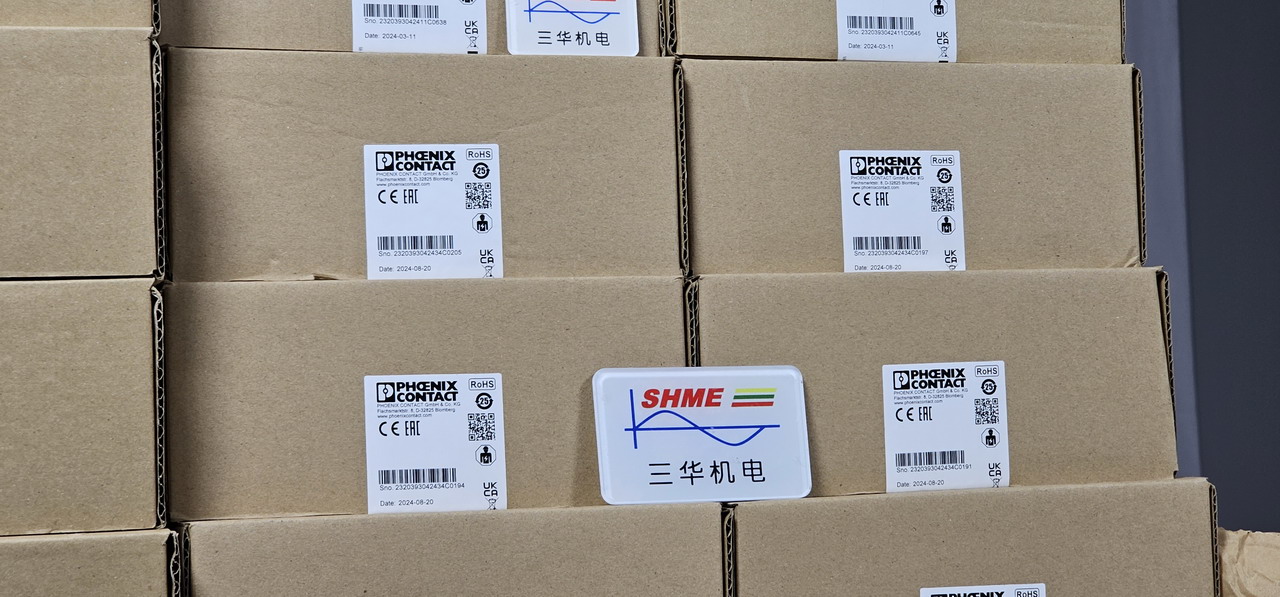 Sno. 2320393042411C0638
Date: 2024-03-11
UK
CA
三华机电
Sno. 2320393042411C0645
Date: 2024-03-11
UK
CA
PHŒNIX
CONTACT
RoHS
PHOENIX CONTACT GmbH & Co. KG
Flachsmarktstr. 8, D-32825 Blomberg
www.phoenixcontact.com
25
CE EAC
Sno. 2320393042434C0205
UK
CA
Date: 2024-08-20
PHŒNIX
CONTACT
RoHS
PHOENIX CONTACT GmbH & Co. KG
Flachsmarktstr. 8, D-32825 Blomberg
www.phoenixcontact.com
25
CE EAC
Sno. 2320393042434C0197
UK
CA
Date: 2024-08-20
PHŒNIX
CONTACT
RoHS
PHOENIX CONTACT GmbH & Co. KG
Flachsmarktstr. 8, D-32825 Blomberg
www.phoenixcontact.com
25
CE EAC
Sno. 2320393042434C0194
UK
CA
Date: 2024-08-20
SHME
三华机电
PHŒNIX
CONTACT
RoHS
PHOENIX CONTACT GmbH & Co. KG
Flachsmarktstr. 8, D-32825 Blomberg
www.phoenixcontact.com
25
CE EAC
Sno. 2320393042434C0191
UK
CA
Date: 2024-08-20
PHŒNIX
RoHS